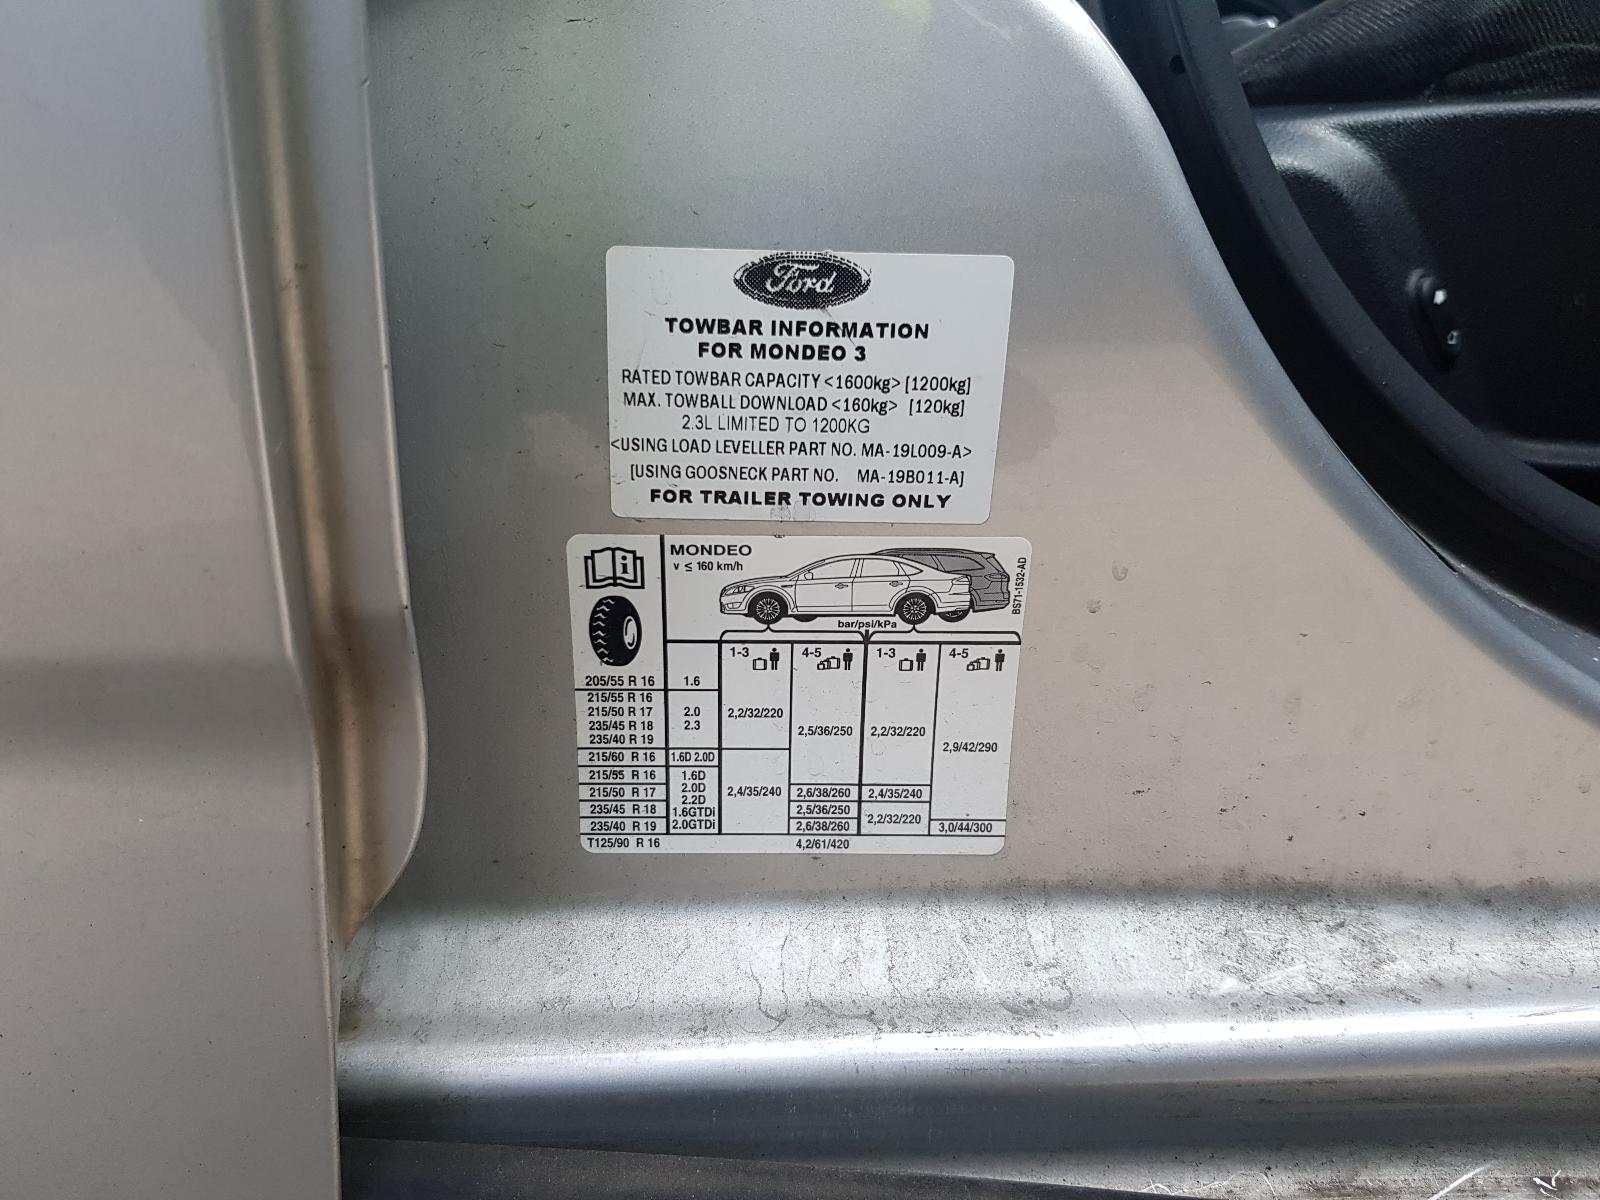 Ford
TOWBAR INFORMATION
FOR MONDEO 3
RATED TOWBAR CAPACITY <1600kg> [1200kg]
MAX. TOWBALL DOWNLOAD <160kg> [120kg]
2.3L LIMITED TO 1200KG
<USING LOAD LEVELLER PART NO. MA-19L009-A>
[USING GOOSNECK PART NO. MA-19B011-A]
FOR TRAILER TOWING ONLY
MONDEO
v ≤ 160 km/h
BS71-1532-AD
bar/psi/kPa
1-3 4-5 1-3 4-5
205/55 R 16 1.6
215/55 R 16
215/50 R 17 2.0 2,2/32/220
235/45 R 18 2.3 2,5/36/250 2,2/32/220
235/40 R 19 2,9/42/290
215/60 R 16 1.6D 2.0D
215/55 R 16 1.6D
215/50 R 17 2.0D 2,4/35/240 2,6/38/260 2,4/35/240
2.2D
235/45 R 18 1.6GTDi 2,5/36/250 2,2/32/220
235/40 R 19 2.0GTDi 2,6/38/260 3,0/44/300
T125/90 R 16 4,2/61/420